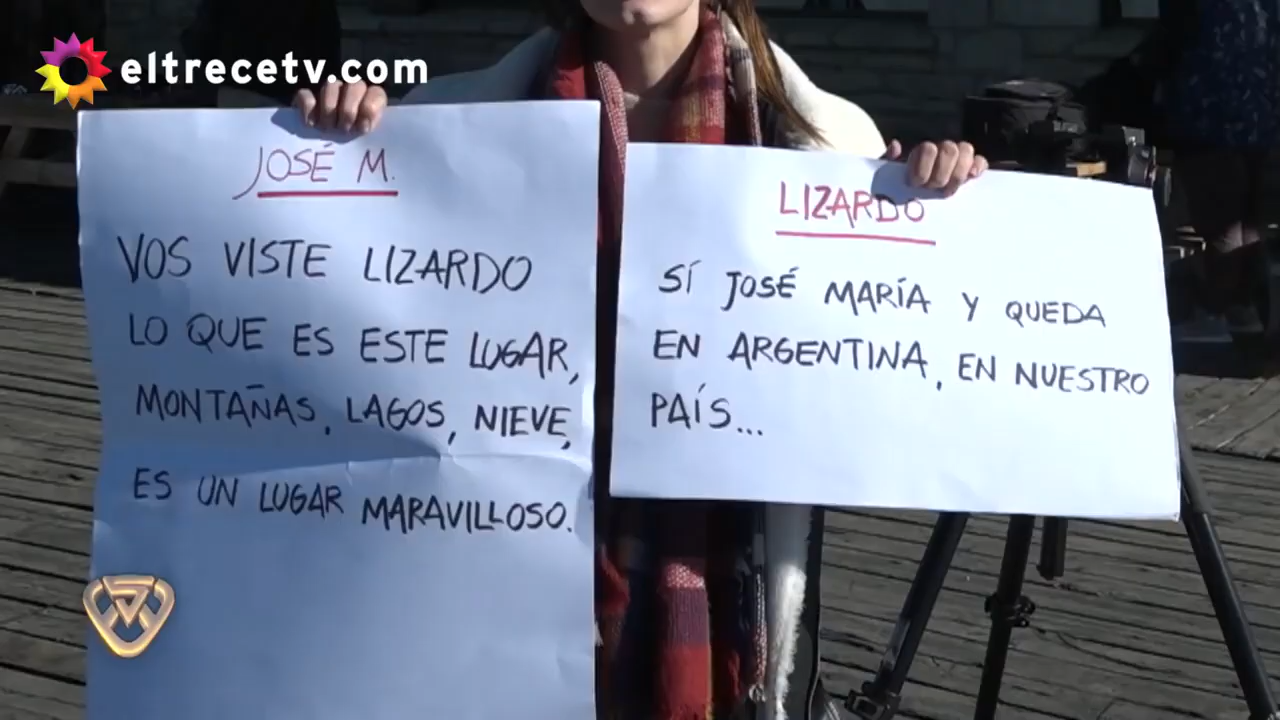 eltrecetv.com
JOSÉ M.
VOS VISTE LIZARDO
LO QUE ES ESTE LUGAR,
MONTAÑAS, LAGOS, NIEVE,
ES UN LUGAR MARAVILLOSO.
LIZARDO
SÍ JOSÉ MARÍA Y QUEDA
EN ARGENTINA, EN NUESTRO
PAÍS...